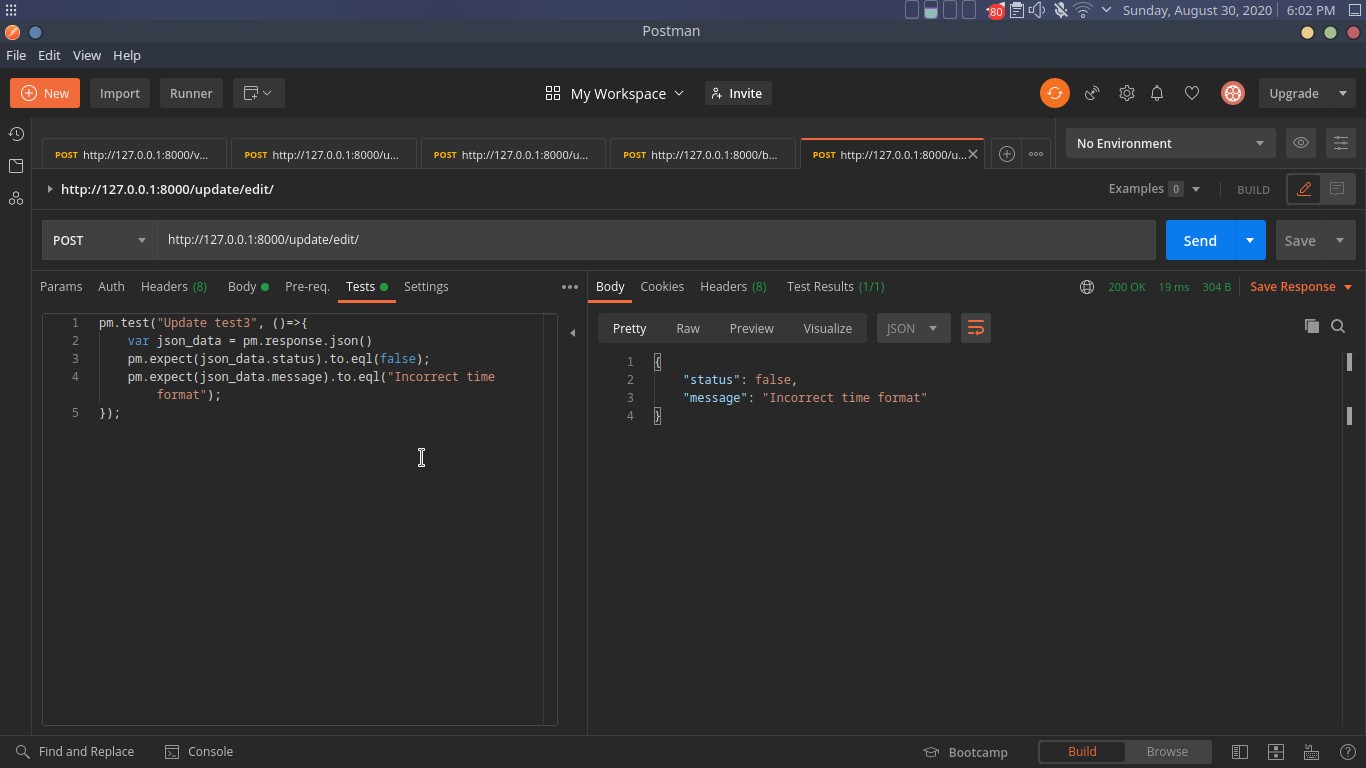 80 Sunday, August 30, 2020 6:02 PM
Postman
File Edit View Help
New Import Runner My Workspace Invite Upgrade
POST http://127.0.0.1:8000/v... POST http://127.0.0.1:8000/u... POST http://127.0.0.1:8000/u... POST http://127.0.0.1:8000/b... POST http://127.0.0.1:8000/u... No Environment
http://127.0.0.1:8000/update/edit/ Examples 0 BUILD
POST http://127.0.0.1:8000/update/edit/ Send Save
Params Auth Headers (8) Body Pre-req. Tests Settings
1 pm.test("Update test3", ()=>{
2 var json_data = pm.response.json()
3 pm.expect(json_data.status).to.eql(false);
4 pm.expect(json_data.message).to.eql("Incorrect time
format");
5 });
Body Cookies Headers (8) Test Results (1/1) 200 OK 19 ms 304 B Save Response
Pretty Raw Preview Visualize JSON
1 {
2 "status": false,
3 "message": "Incorrect time format"
4 }
Find and Replace Console Bootcamp Build Browse